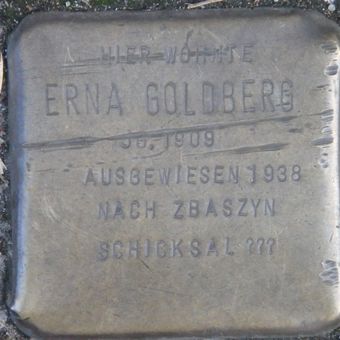 HIER WOHNTE
ERNA GOLDBERG
JG. 1909
AUSGEWIESEN 1938
NACH ZBASZYN
SCHICKSAL ???